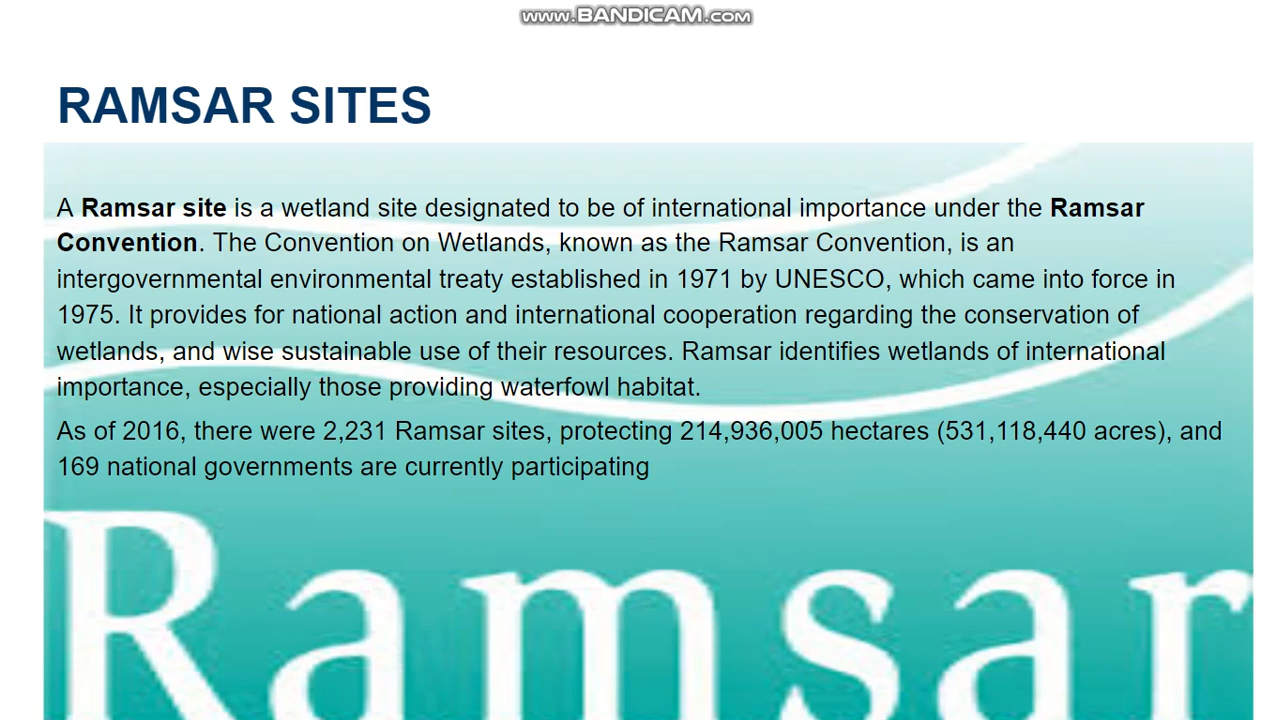 www.BANDICAM.com
RAMSAR SITES
A Ramsar site is a wetland site designated to be of international importance under the Ramsar
Convention. The Convention on Wetlands, known as the Ramsar Convention, is an
intergovernmental environmental treaty established in 1971 by UNESCO, which came into force in
1975. It provides for national action and international cooperation regarding the conservation of
wetlands, and wise sustainable use of their resources. Ramsar identifies wetlands of international
importance, especially those providing waterfowl habitat.
As of 2016, there were 2,231 Ramsar sites, protecting 214,936,005 hectares (531,118,440 acres), and
169 national governments are currently participating
Ramsar